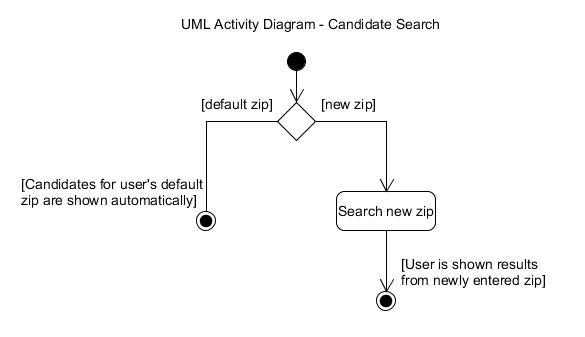 UML Activity Diagram - Candidate Search
[default zip]
[new zip]
[Candidates for user's default
zip are shown automatically]
Search new zip
[User is shown results
from newly entered zip]